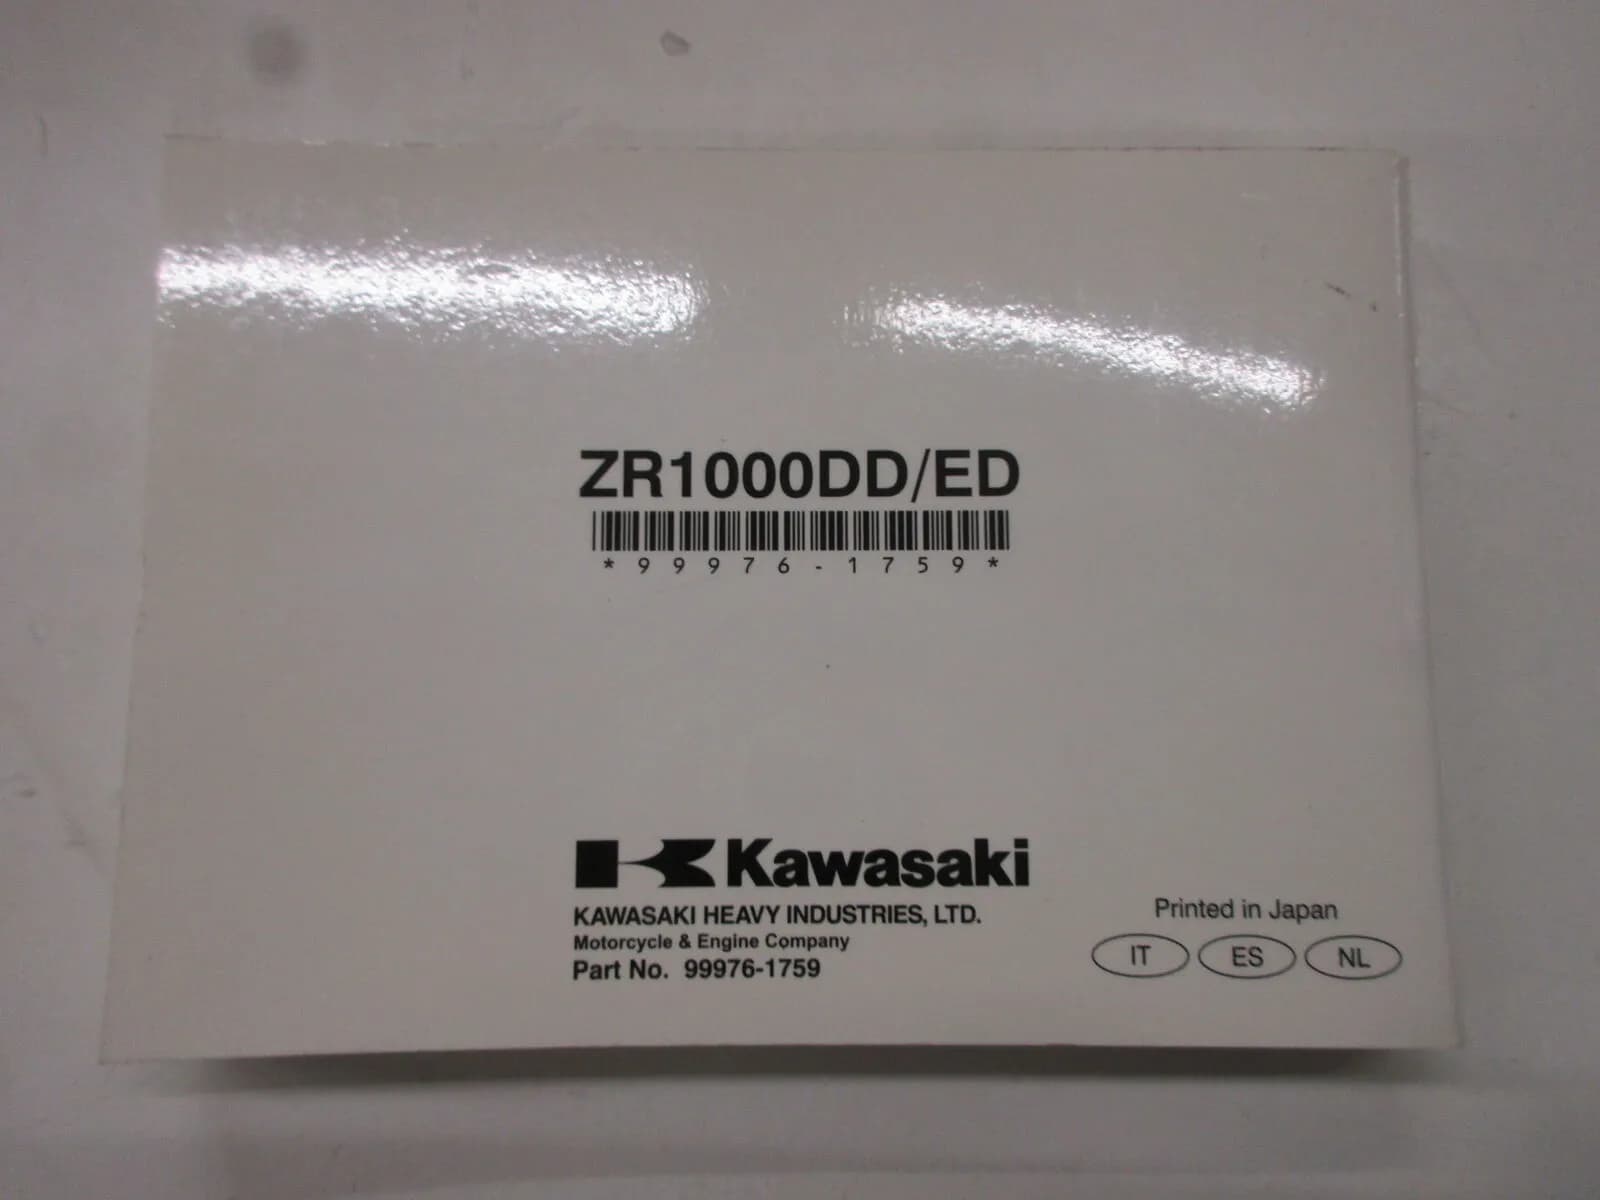 ZR1000DD/ED
*99976-1759*
Kawasaki
KAWASAKI HEAVY INDUSTRIES, LTD.
Motorcycle & Engine Company
Part No. 99976-1759
Printed in Japan
IT ES NL